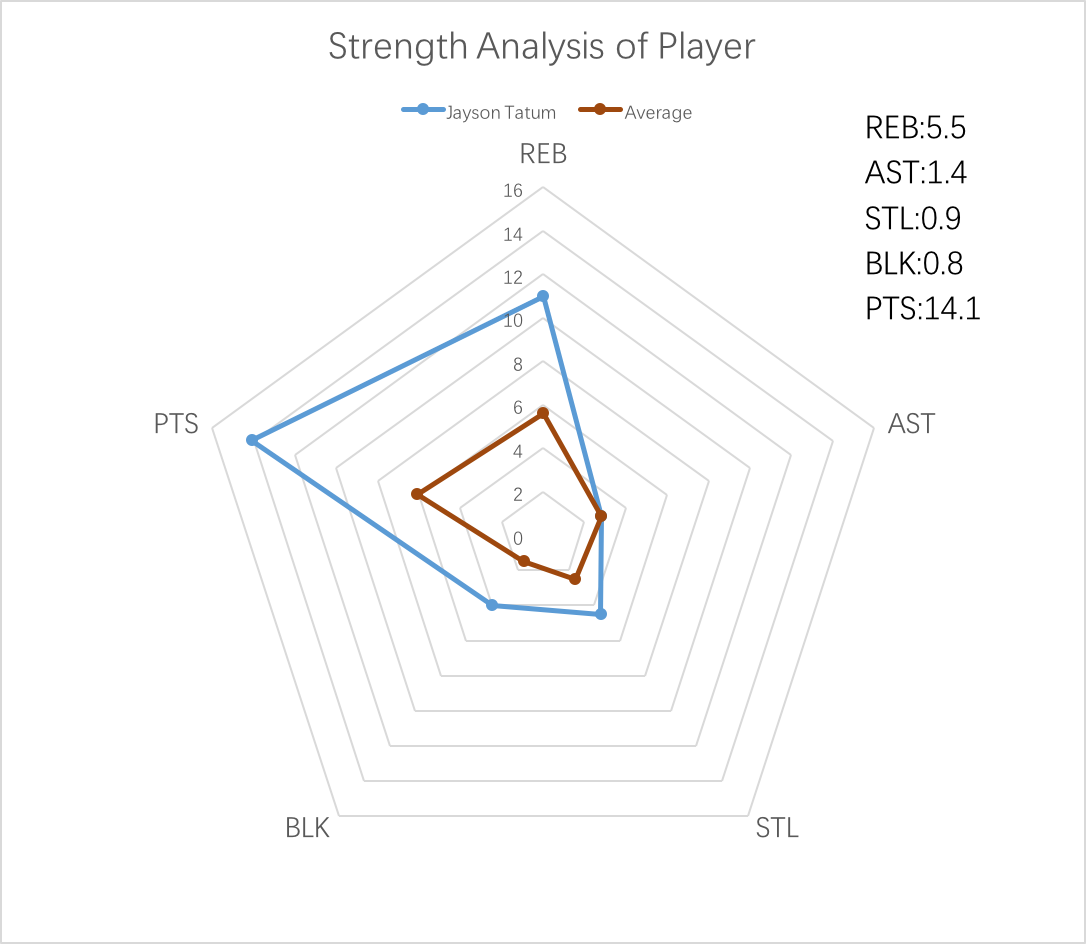 Strength Analysis of Player
Jayson Tatum Average
REB:5.5
AST:1.4
STL:0.9
BLK:0.8
PTS:14.1
REB
16
14
12
10
8
6
4
2
0
PTS
AST
BLK
STL